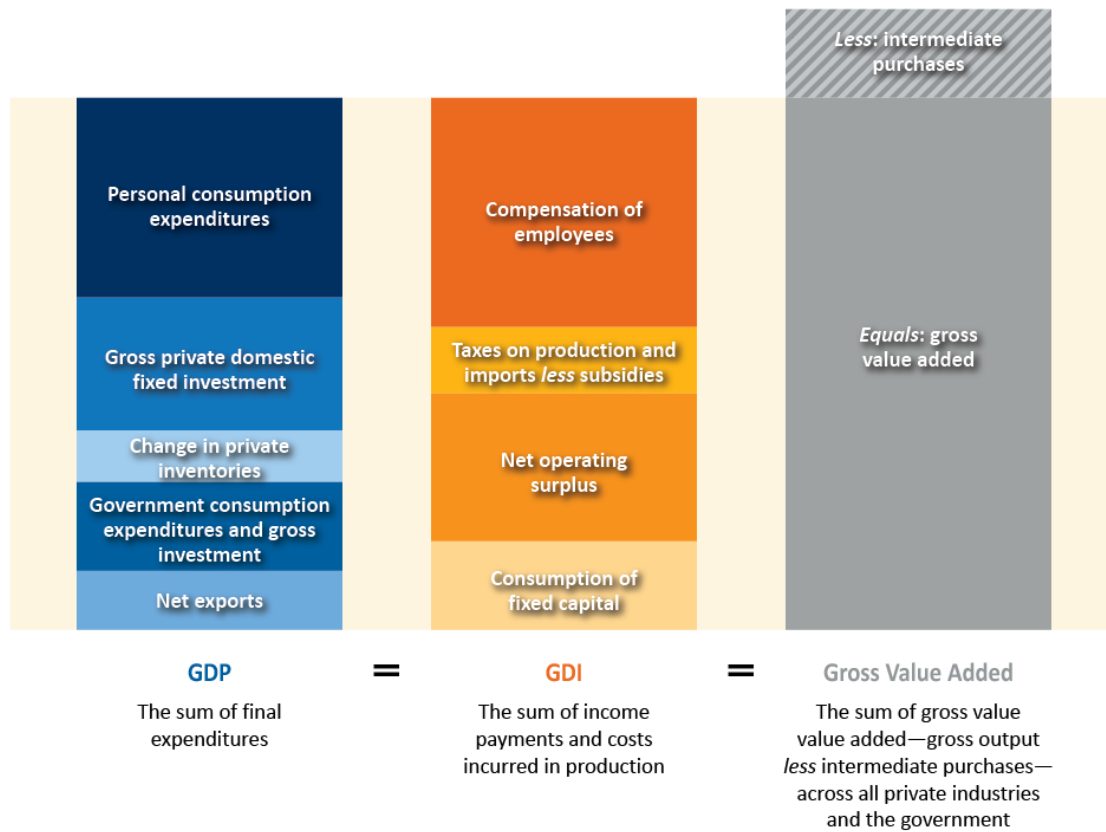 Less: intermediate
purchases
Personal consumption
expenditures
Gross private domestic
fixed investment
Change in private
inventories
Government consumption
expenditures and gross
investment
Net exports
Compensation of
employees
Taxes on production and
imports less subsidies
Net operating
surplus
Consumption of
fixed capital
Equals: gross
value added
GDP = GDI = Gross Value Added
The sum of final
expenditures
The sum of income
payments and costs
incurred in production
The sum of gross value
value added—gross output
less intermediate purchases—
across all private industries
and the government